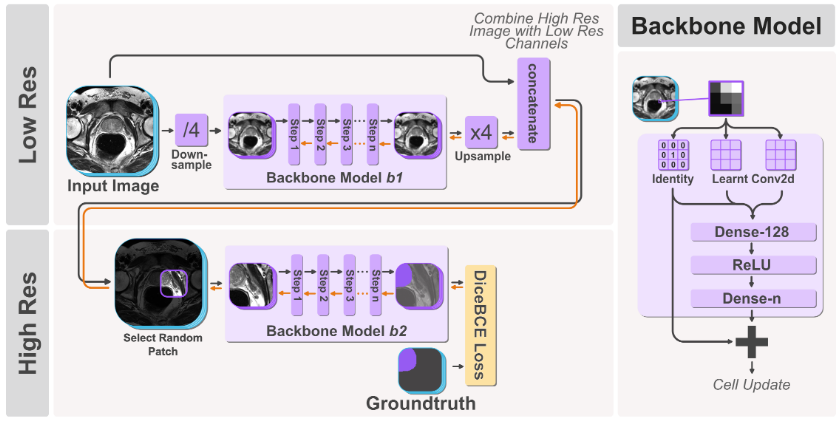 Low Res
Combine High Res
Image with Low Res
Channels
Input Image
/4
Down-
sample
Step 1
Step 2
Step 3
Step n
Backbone Model b1
x4
Upsample
concatenate
High Res
Select Random
Patch
Step 1
Step 2
Step 3
Step n
Backbone Model b2
DiceBCE Loss
Groundtruth
Backbone Model
0 0 0
0 1 0
0 0 0
Identity
Learnt Conv2d
Dense-128
ReLU
Dense-n
Cell Update